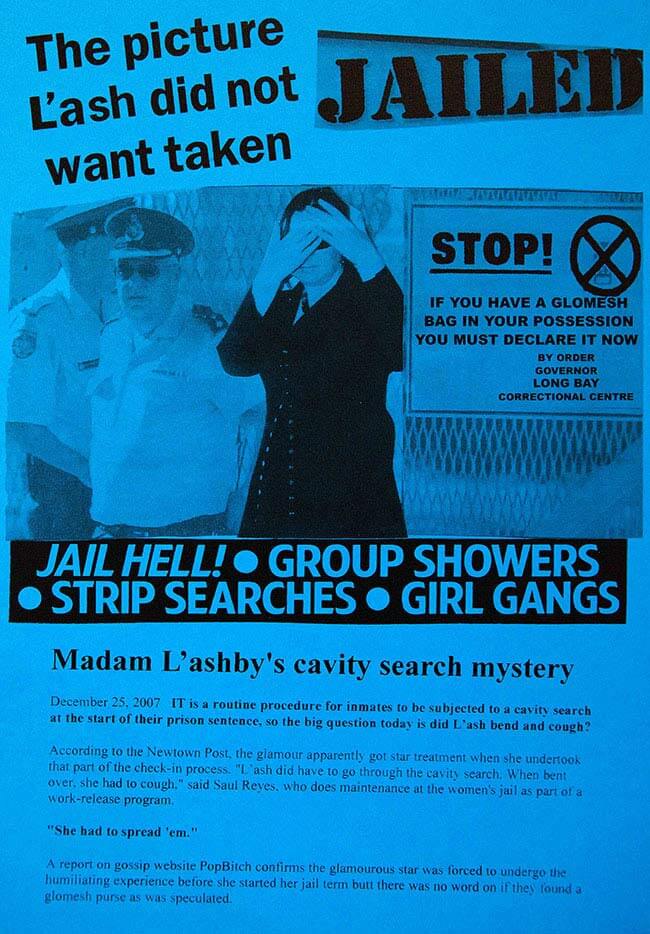 The picture
L'ash did not
want taken
JAILED
STOP!
IF YOU HAVE A GLOMESH
BAG IN YOUR POSSESSION
YOU MUST DECLARE IT NOW
BY ORDER
GOVERNOR
LONG BAY
CORRECTIONAL CENTRE
JAIL HELL! ● GROUP SHOWERS
● STRIP SEARCHES ● GIRL GANGS
Madam L'ashby's cavity search mystery
December 25, 2007 IT is a routine procedure for inmates to be subjected to a cavity search
at the start of their prison sentence, so the big question today is did L'ash bend and cough?
According to the Newtown Post, the glamour apparently got star treatment when she undertook
that part of the check-in process. "L'ash did have to go through the cavity search. When bent
over, she had to cough," said Saul Reyes, who does maintenance at the women's jail as part of a
work-release program.
"She had to spread 'em."
A report on gossip website PopBitch confirms the glamourous star was forced to undergo the
humiliating experience before she started her jail term butt there was no word on if they found a
glomesh purse as was speculated.